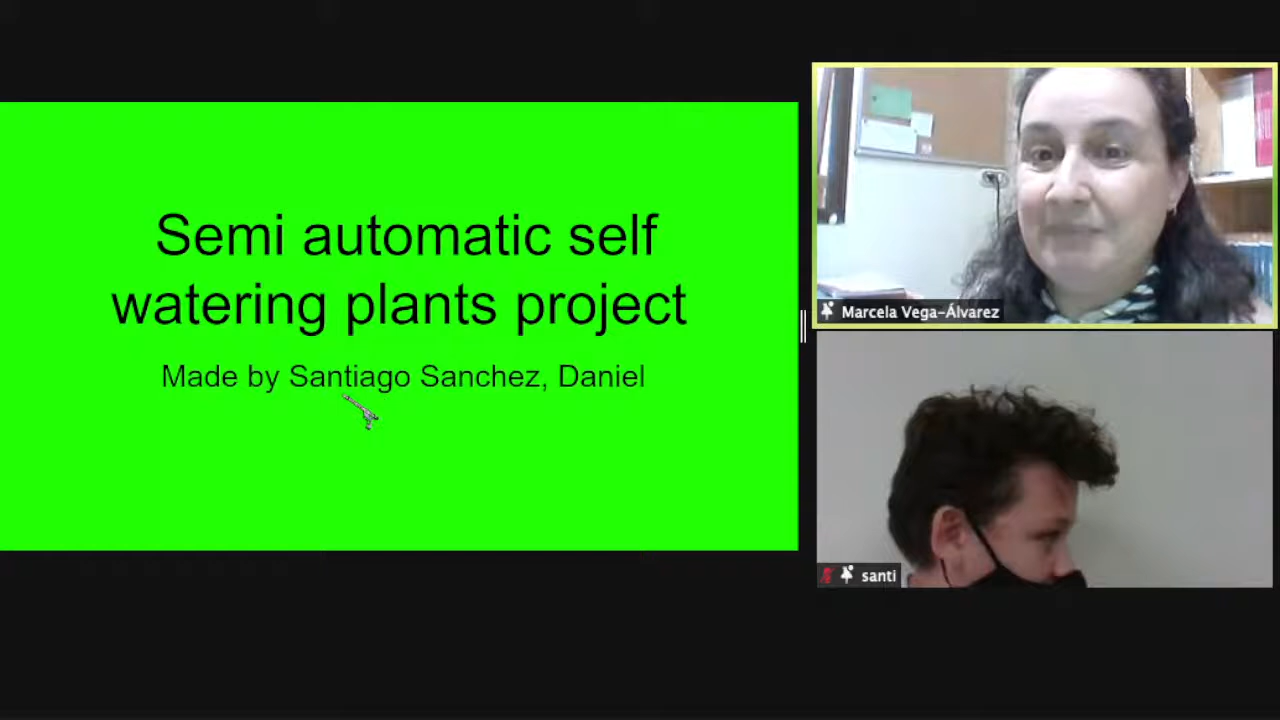 Semi automatic self
watering plants project
Made by Santiago Sanchez, Daniel
Marcela Vega-Álvarez
santi